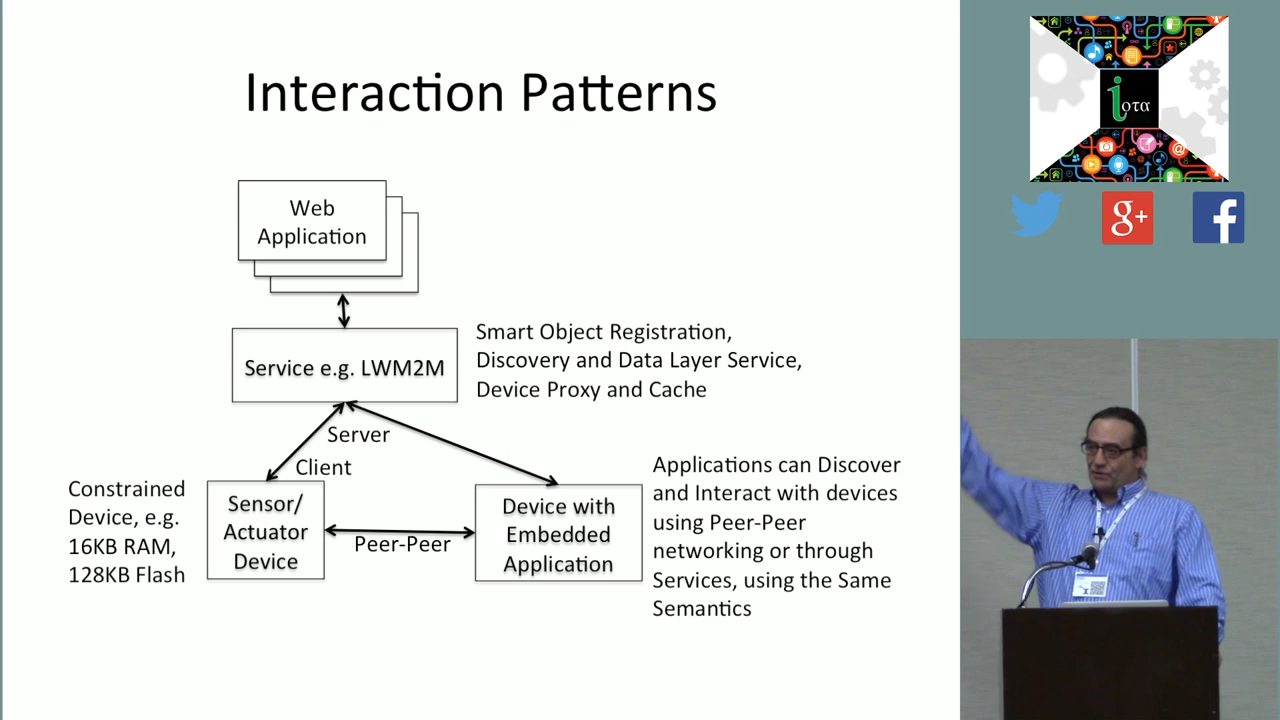 Interaction Patterns
Web
Application
Service e.g. LWM2M
Smart Object Registration,
Discovery and Data Layer Service,
Device Proxy and Cache
Server
Client
Constrained
Device, e.g.
16KB RAM,
128KB Flash
Sensor/
Actuator
Device
Peer-Peer
Device with
Embedded
Application
Applications can Discover
and Interact with devices
using Peer-Peer
networking or through
Services, using the Same
Semantics
iοτα
g+
f